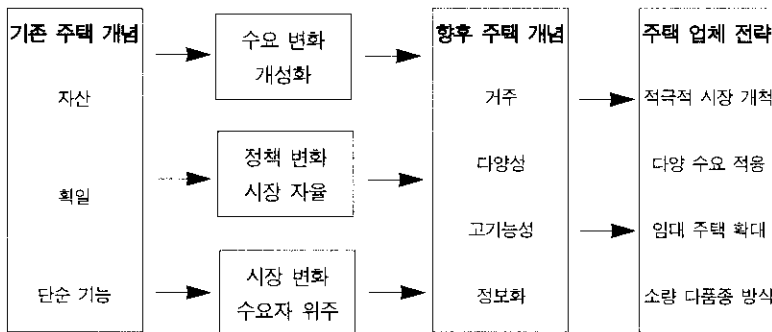 기존 주택 개념
자산
획일
단순 기능
수요 변화
개성화
정책 변화
시장 자율
시장 변화
수요자 위주
향후 주택 개념
거주
다양성
고기능성
정보화
주택 업체 전략
적극적 시장 개척
다양 수요 적응
임대 주택 확대
소량 다품종 방식